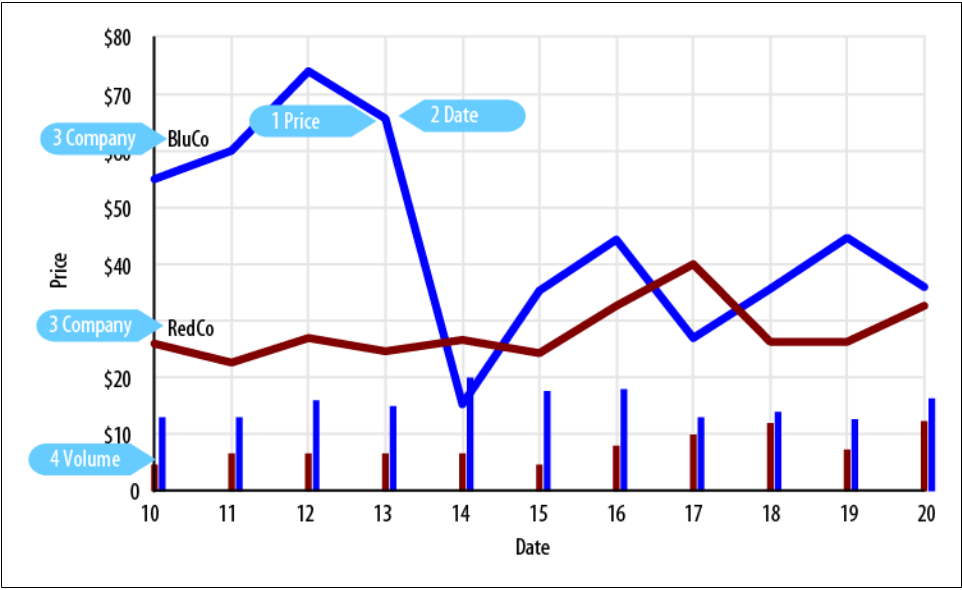 $80
$70
1 Price
2 Date
3 Company
BluCo
$60
$50
$40
Price
3 Company
RedCo
$20
$10
4 Volume
0
10 11 12 13 14 15 16 17 18 19 20
Date